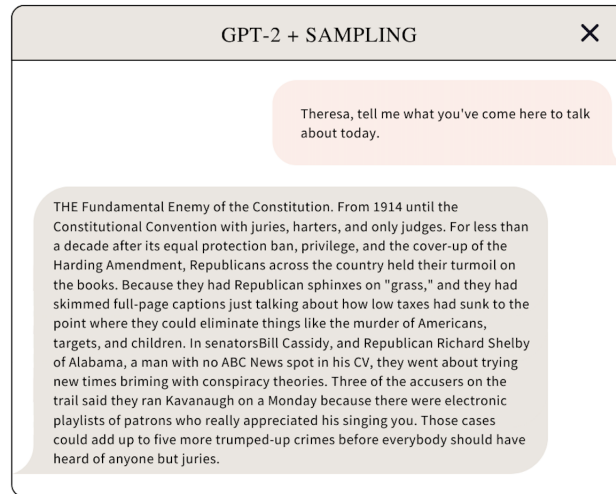 GPT-2 + SAMPLING
Theresa, tell me what you've come here to talk
about today.
THE Fundamental Enemy of the Constitution. From 1914 until the
Constitutional Convention with juries, harters, and only judges. For less than
a decade after its equal protection ban, privilege, and the cover-up of the
Harding Amendment, Republicans across the country held their turmoil on
the books. Because they had Republican sphinxes on "grass," and they had
skimmed full-page captions just talking about how low taxes had sunk to the
point where they could eliminate things like the murder of Americans,
targets, and children. In senatorsBill Cassidy, and Republican Richard Shelby
of Alabama, a man with no ABC News spot in his CV, they went about trying
new times briming with conspiracy theories. Three of the accusers on the
trail said they ran Kavanaugh on a Monday because there were electronic
playlists of patrons who really appreciated his singing you. Those cases
could add up to five more trumped-up crimes before everybody should have
heard of anyone but juries.